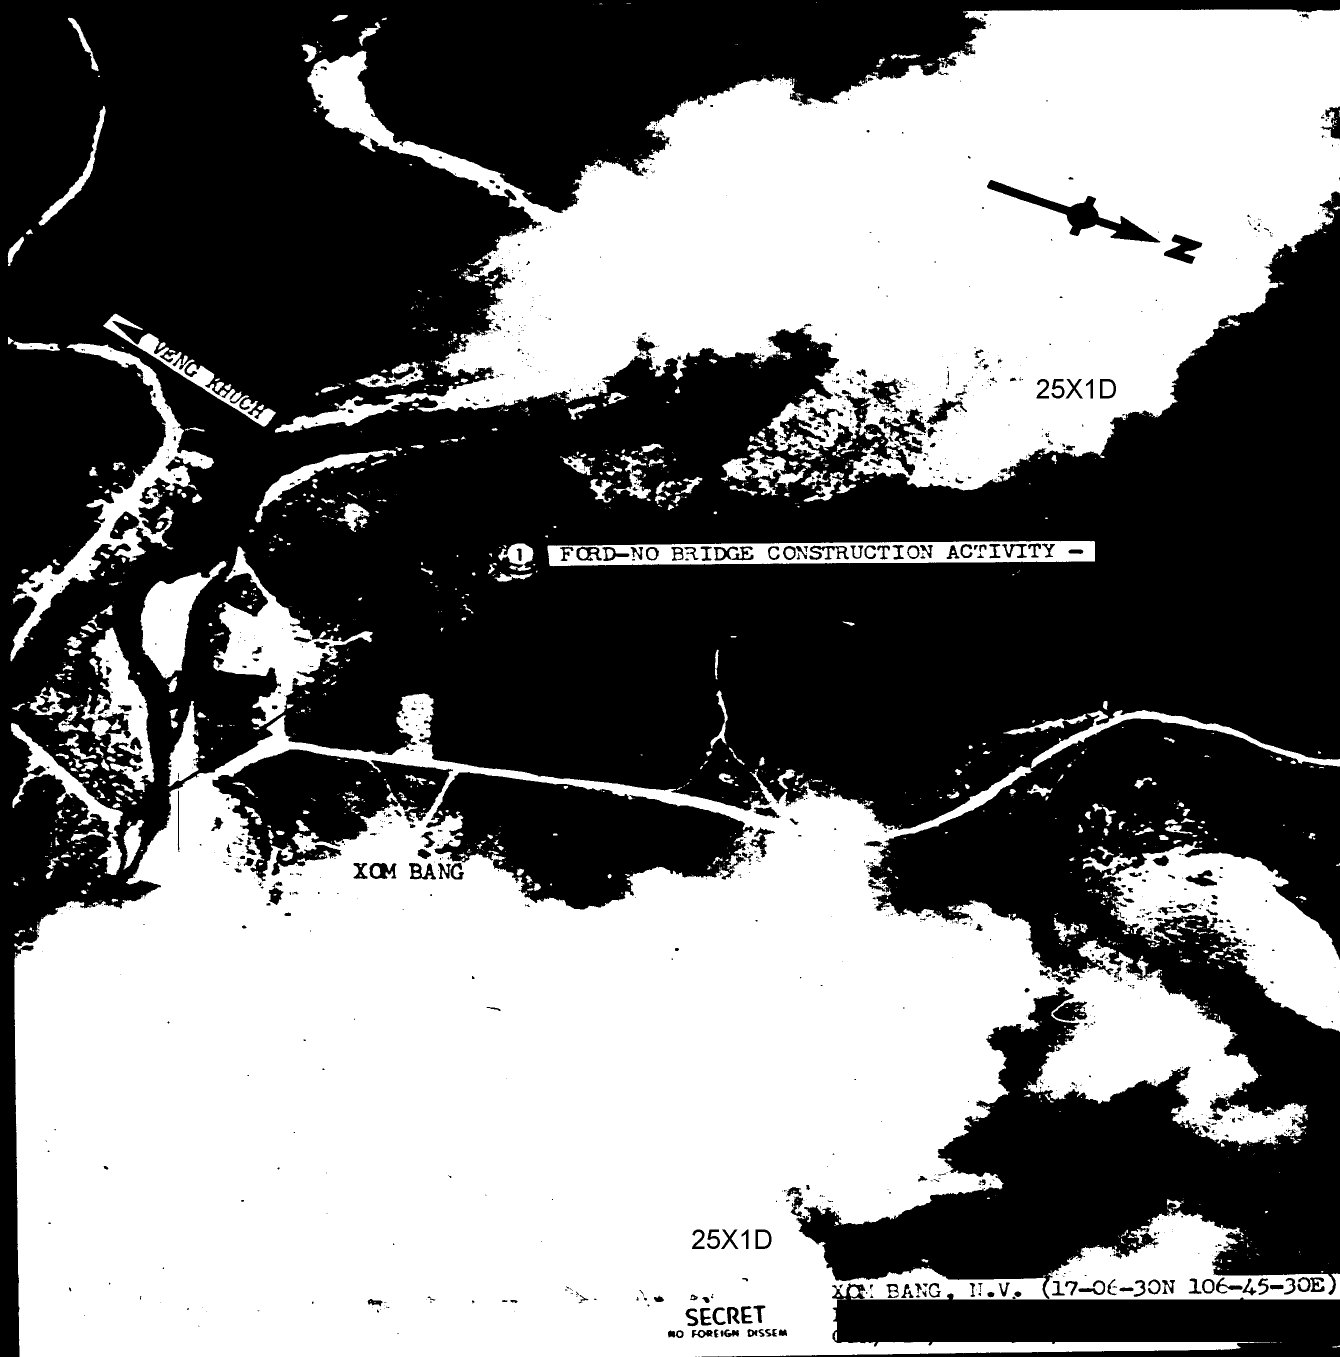 N
VENG KHUCH
25X1D
1 FORD-NO BRIDGE CONSTRUCTION ACTIVITY -
XOM BANG
25X1D
XOM BANG, N.V. (17-06-30N 106-45-30E)
SECRET
NO FOREIGN DISSEM